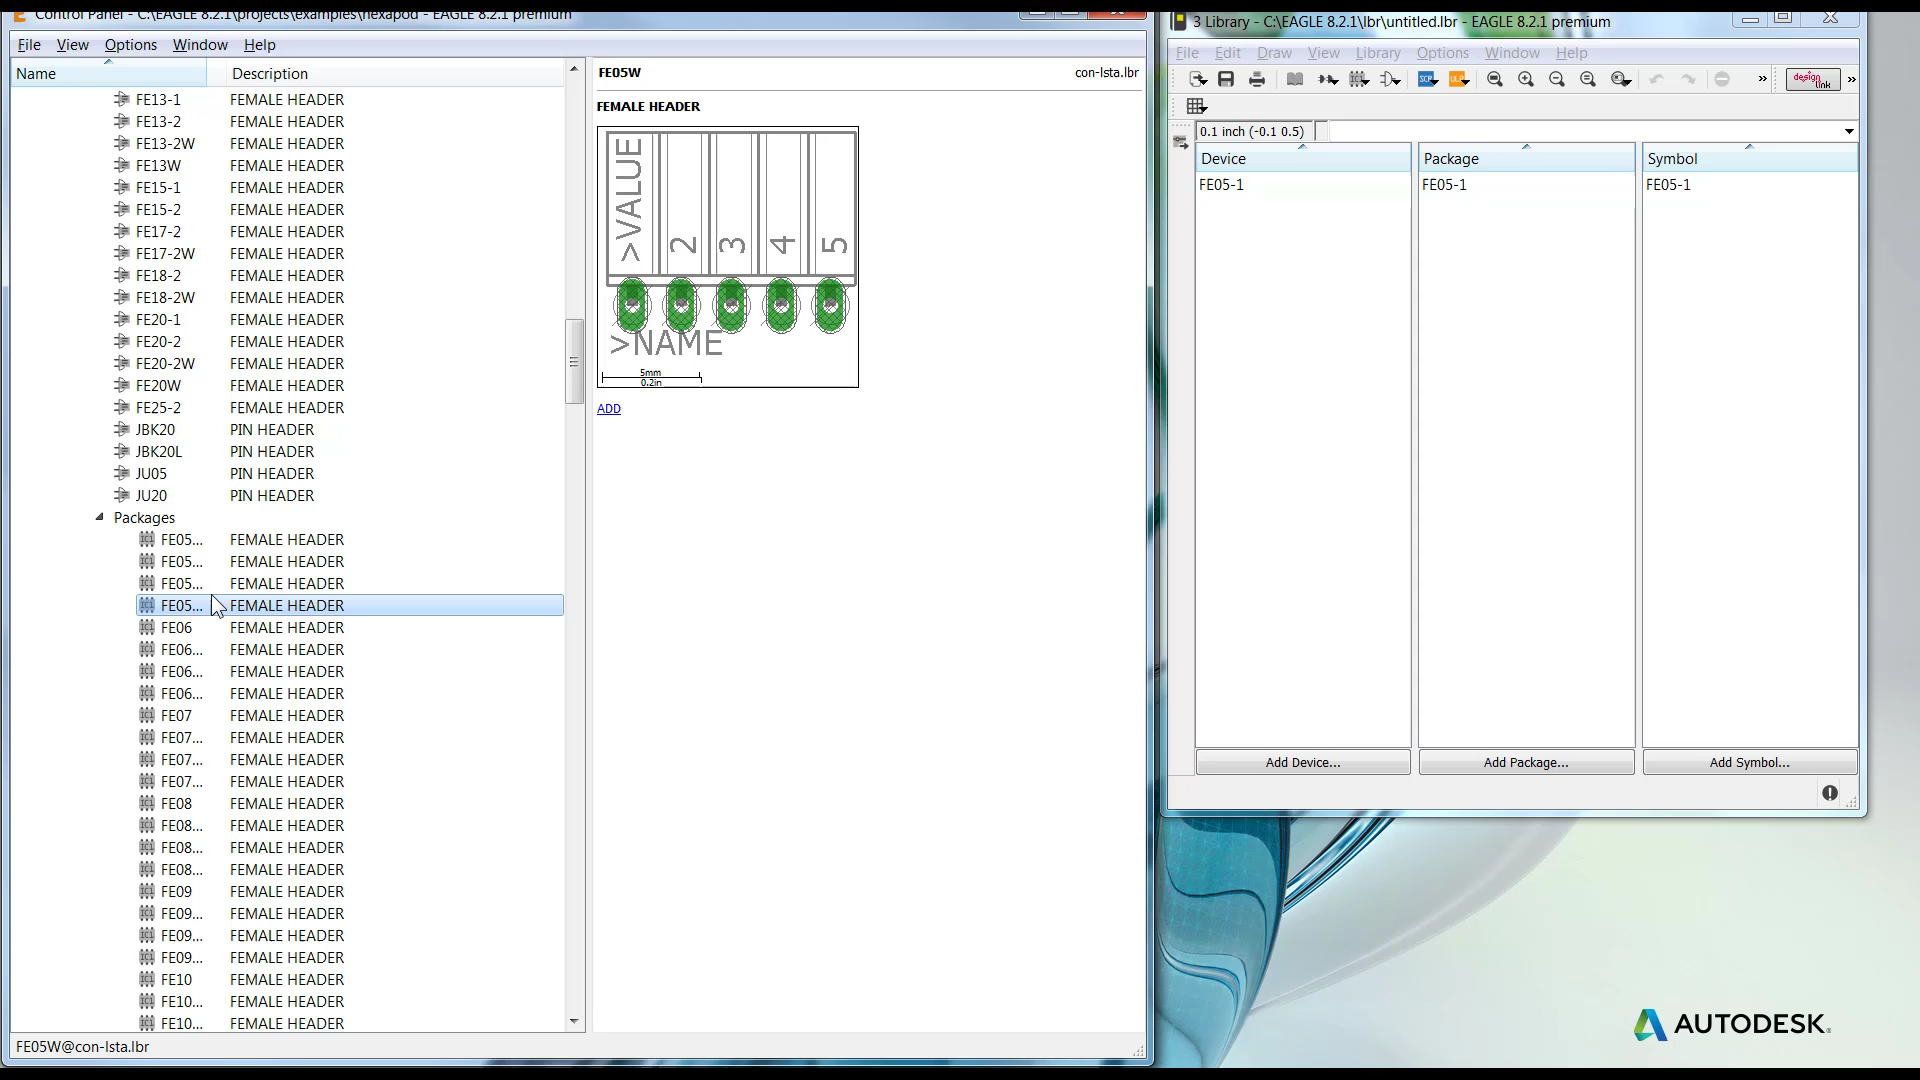 Control Panel - C:\EAGLE 8.2.1\projects\examples\hexapod - EAGLE 8.2.1 premium
File View Options Window Help
Name Description
FE13-1 FEMALE HEADER
FE13-2 FEMALE HEADER
FE13-2W FEMALE HEADER
FE13W FEMALE HEADER
FE15-1 FEMALE HEADER
FE15-2 FEMALE HEADER
FE17-2 FEMALE HEADER
FE17-2W FEMALE HEADER
FE18-2 FEMALE HEADER
FE18-2W FEMALE HEADER
FE20-1 FEMALE HEADER
FE20-2 FEMALE HEADER
FE20-2W FEMALE HEADER
FE20W FEMALE HEADER
FE25-2 FEMALE HEADER
JBK20 PIN HEADER
JBK20L PIN HEADER
JU05 PIN HEADER
JU20 PIN HEADER
Packages
FE05... FEMALE HEADER
FE05... FEMALE HEADER
FE05... FEMALE HEADER
FE05... FEMALE HEADER
FE06 FEMALE HEADER
FE06... FEMALE HEADER
FE06... FEMALE HEADER
FE06... FEMALE HEADER
FE07 FEMALE HEADER
FE07... FEMALE HEADER
FE07... FEMALE HEADER
FE07... FEMALE HEADER
FE08 FEMALE HEADER
FE08... FEMALE HEADER
FE08... FEMALE HEADER
FE08... FEMALE HEADER
FE09 FEMALE HEADER
FE09... FEMALE HEADER
FE09... FEMALE HEADER
FE09... FEMALE HEADER
FE10 FEMALE HEADER
FE10... FEMALE HEADER
FE10... FEMALE HEADER
FE05W@con-lsta.lbr
FE05W con-lsta.lbr
FEMALE HEADER
>VALUE 2 3 4 5
>NAME
5mm
0.2in
ADD
3 Library - C:\EAGLE 8.2.1\lbr\untitled.lbr - EAGLE 8.2.1 premium
File Edit Draw View Library Options Window Help
SCR ULP design link
0.1 inch (-0.1 0.5)
Device Package Symbol
FE05-1 FE05-1 FE05-1
Add Device... Add Package... Add Symbol...
AUTODESK